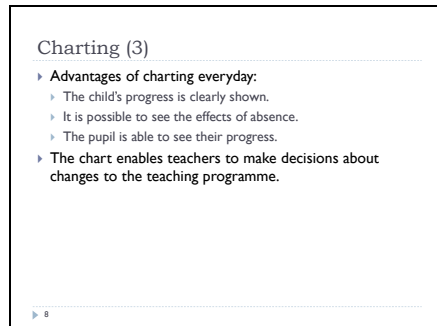 Charting (3)
Advantages of charting everyday:
The child's progress is clearly shown.
It is possible to see the effects of absence.
The pupil is able to see their progress.
The chart enables teachers to make decisions about
changes to the teaching programme.
8